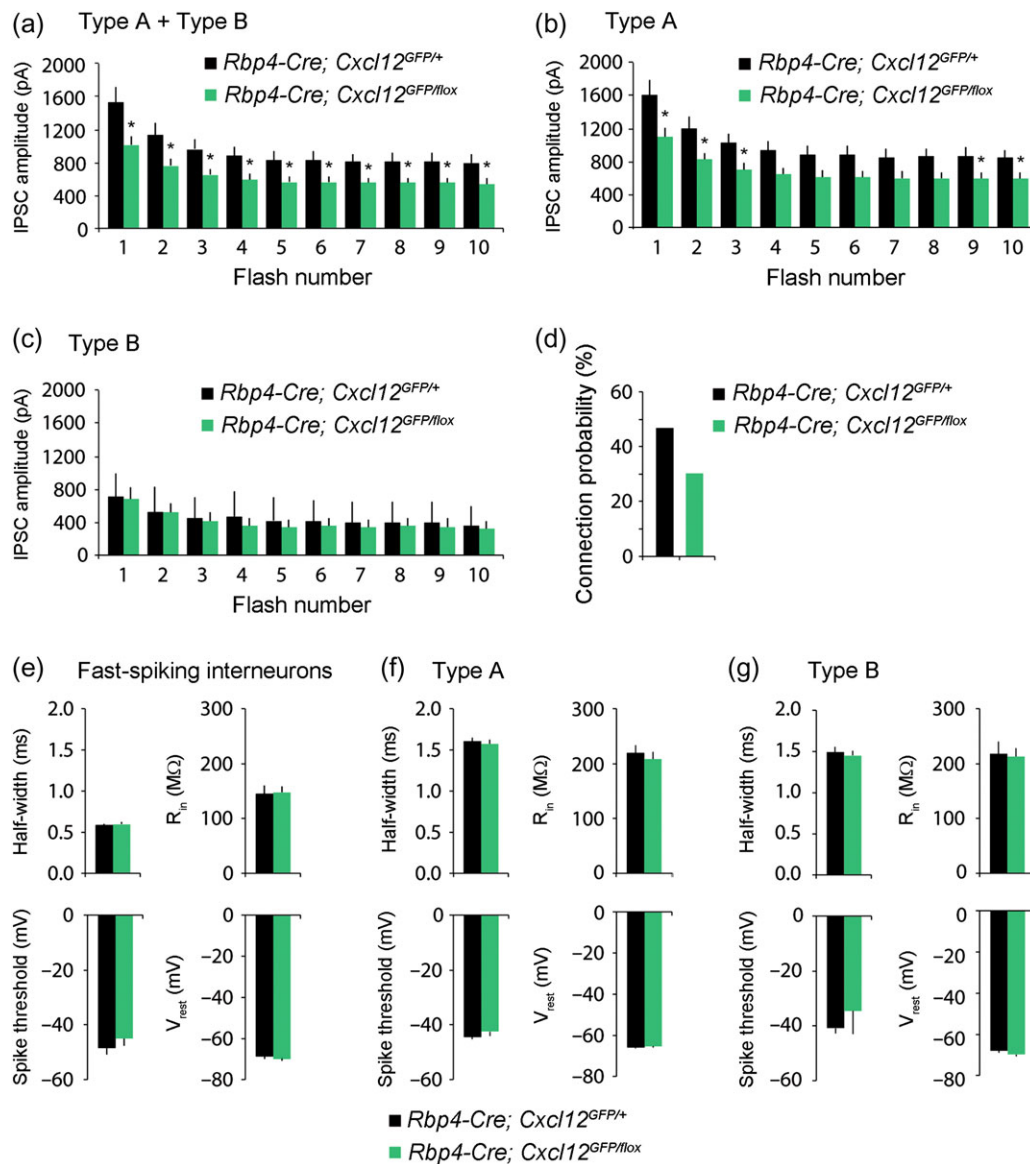 (a) Type A + Type B
Rbp4-Cre; Cxcl12GFP/+
Rbp4-Cre; Cxcl12GFP/flox
IPSC amplitude (pA)
2000
1600
1200
800
400
0
* * * * * * * * * *
1 2 3 4 5 6 7 8 9 10
Flash number
(b) Type A
Rbp4-Cre; Cxcl12GFP/+
Rbp4-Cre; Cxcl12GFP/flox
IPSC amplitude (pA)
2000
1600
1200
800
400
0
* * * * *
1 2 3 4 5 6 7 8 9 10
Flash number
(c) Type B
Rbp4-Cre; Cxcl12GFP/+
Rbp4-Cre; Cxcl12GFP/flox
IPSC amplitude (pA)
2000
1600
1200
800
400
0
1 2 3 4 5 6 7 8 9 10
Flash number
(d)
Connection probability (%)
60
40
20
0
Rbp4-Cre; Cxcl12GFP/+
Rbp4-Cre; Cxcl12GFP/flox
(e) Fast-spiking interneurons
Half-width (ms)
2.0
1.5
1.0
0.5
0.0
Rin (MΩ)
300
200
100
0
Spike threshold (mV)
0
−20
−40
−60
Vrest (mV)
0
−20
−40
−60
−80
(f) Type A
Half-width (ms)
2.0
1.5
1.0
0.5
0.0
Rin (MΩ)
300
200
100
0
Spike threshold (mV)
0
−20
−40
−60
Vrest (mV)
0
−20
−40
−60
−80
(g) Type B
Half-width (ms)
2.0
1.5
1.0
0.5
0.0
Rin (MΩ)
300
200
100
0
Spike threshold (mV)
0
−20
−40
−60
Vrest (mV)
0
−20
−40
−60
−80
Rbp4-Cre; Cxcl12GFP/+
Rbp4-Cre; Cxcl12GFP/flox